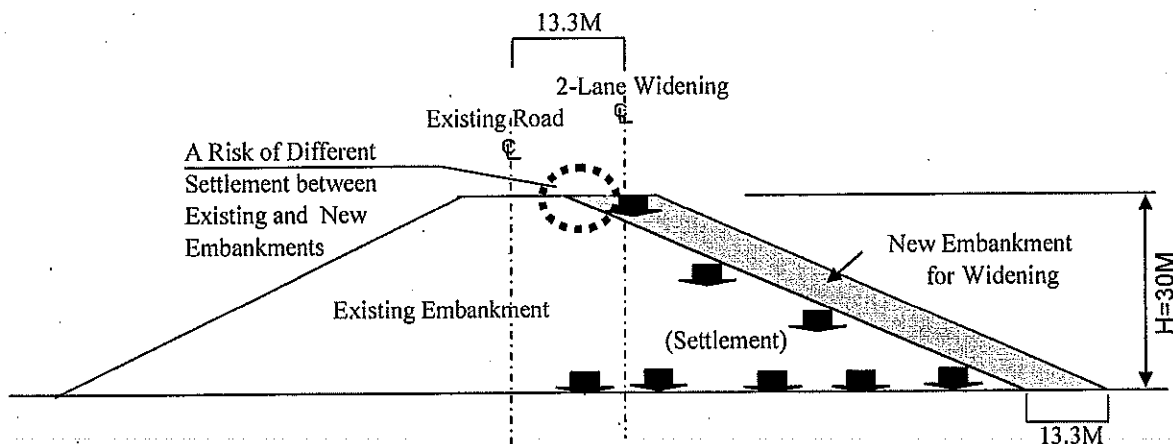 13.3M
2-Lane Widening
℄
Existing Road
℄
A Risk of Different
Settlement between
Existing and New
Embankments
New Embankment
for Widening
H=30M
Existing Embankment
(Settlement)
13.3M